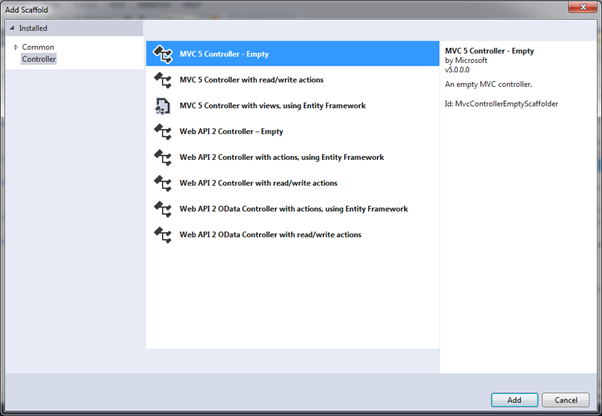 Add Scaffold
Installed
Common
Controller
MVC 5 Controller - Empty
MVC 5 Controller with read/write actions
MVC 5 Controller with views, using Entity Framework
Web API 2 Controller – Empty
Web API 2 Controller with actions, using Entity Framework
Web API 2 Controller with read/write actions
Web API 2 OData Controller with actions, using Entity Framework
Web API 2 OData Controller with read/write actions
MVC 5 Controller - Empty
by Microsoft
v5.0.0.0
An empty MVC controller.
Id: MvcControllerEmptyScaffolder
Add
Cancel